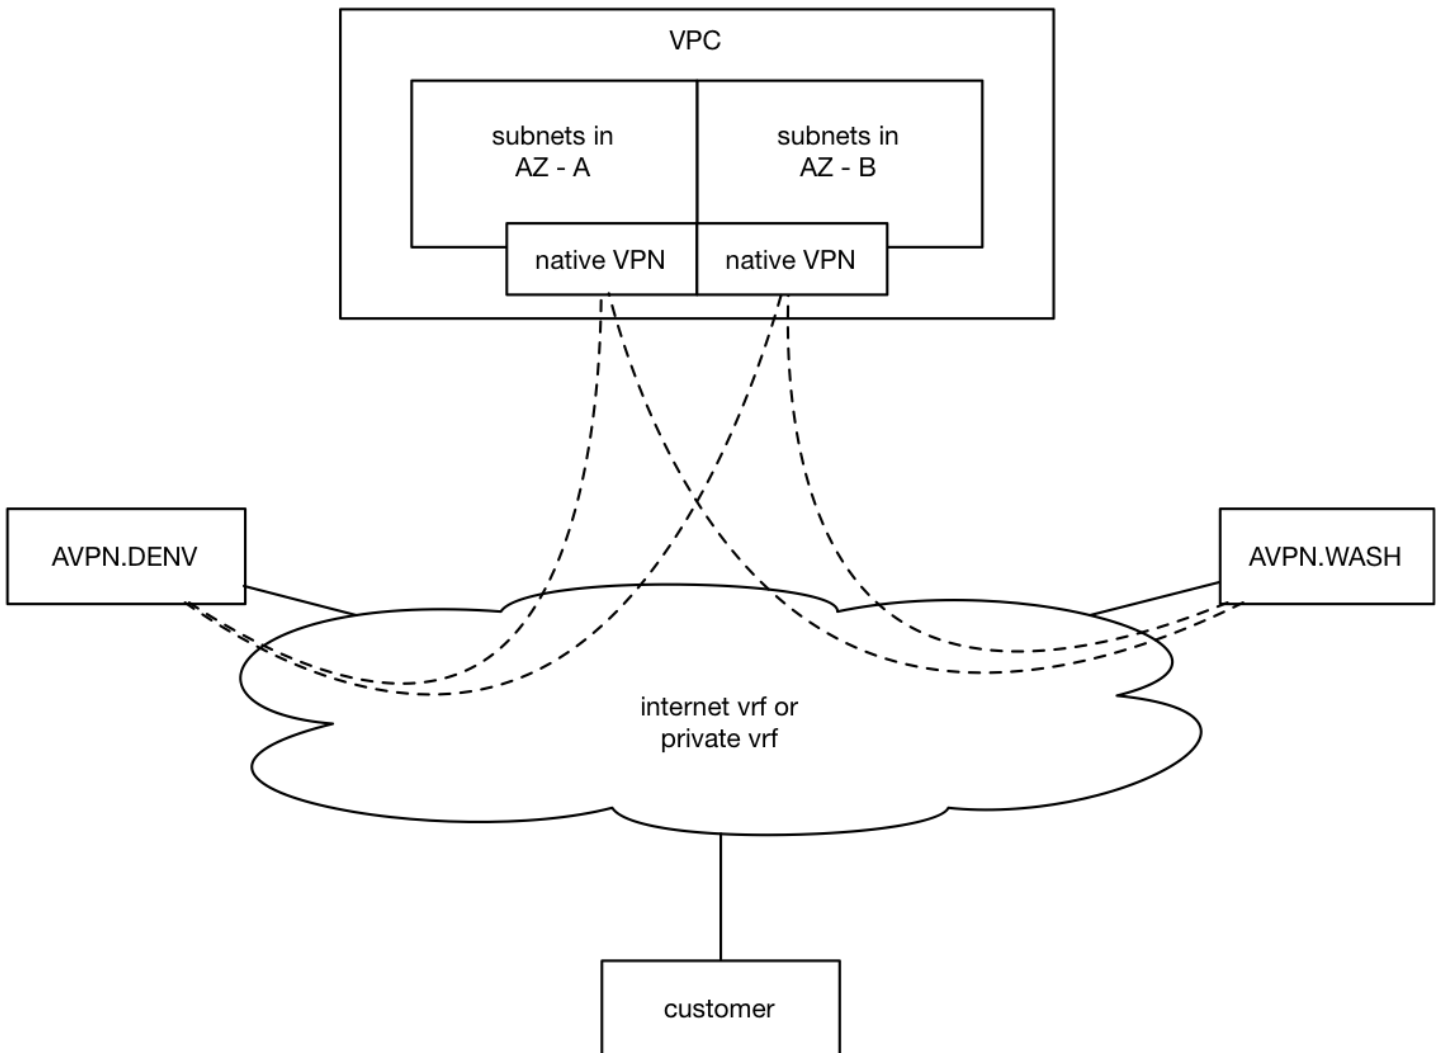 VPC
subnets in
AZ - A
subnets in
AZ - B
native VPN
native VPN
AVPN.DENV
AVPN.WASH
internet vrf or
private vrf
customer